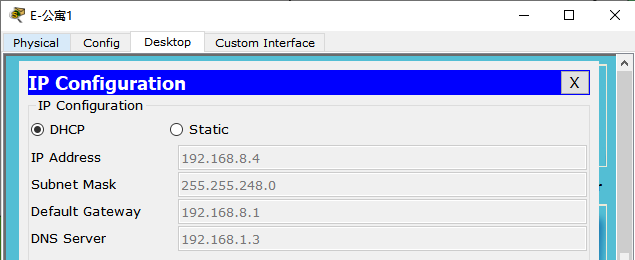 E-公寓1
Physical Config Desktop Custom Interface
IP Configuration X
IP Configuration
DHCP Static
IP Address 192.168.8.4
Subnet Mask 255.255.248.0
Default Gateway 192.168.8.1
DNS Server 192.168.1.3